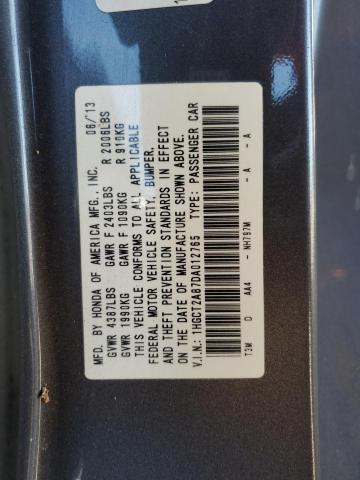 MFD. BY HONDA OF AMERICA MFG., INC. 06/13
GVWR 4387LBS GAWR F 2403LBS R 2006LBS
GVWR 1990KG GAWR F 1090KG R 910KG
THIS VEHICLE CONFORMS TO ALL APPLICABLE
FEDERAL MOTOR VEHICLE SAFETY, BUMPER,
AND THEFT PREVENTION STANDARDS IN EFFECT
ON THE DATE OF MANUFACTURE SHOWN ABOVE.
V.I.N.: 1HGCT2A87DA012765 TYPE: PASSENGER CAR
T3M 0 AA4 - NH797M - A - A